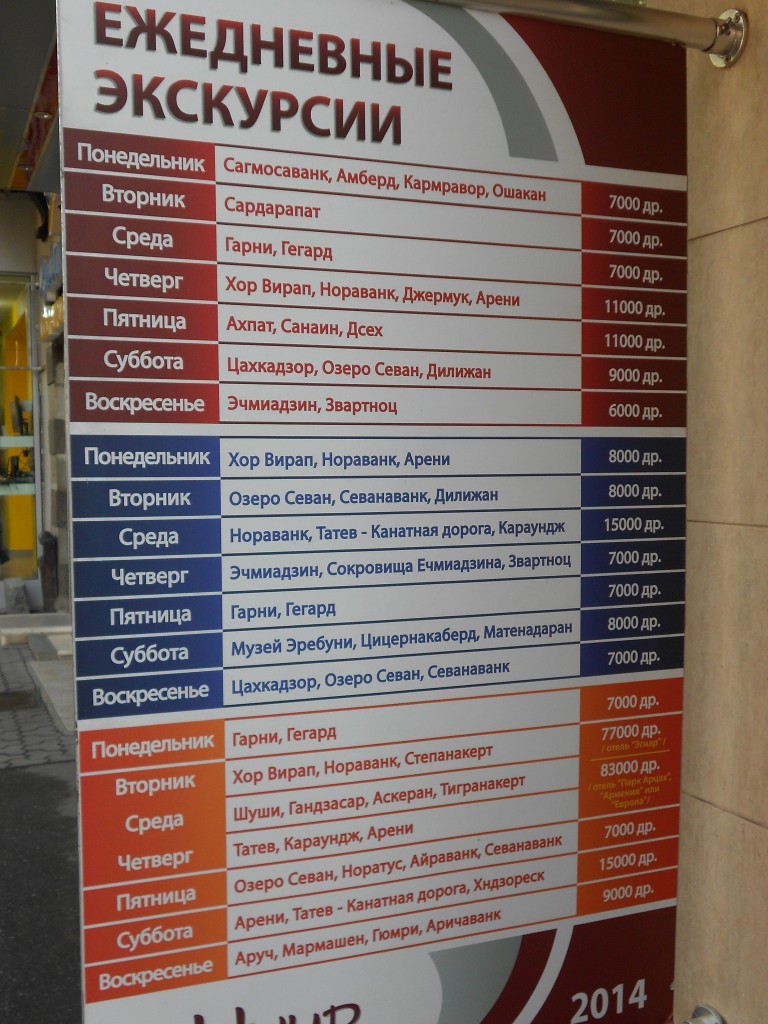 ЕЖЕДНЕВНЫЕ
ЭКСКУРСИИ
Понедельник Сагмосаванк, Амберд, Кармравор, Ошакан 7000 др.
Вторник Сардарапат 7000 др.
Среда Гарни, Гегард 7000 др.
Четверг Хор Вирап, Нораванк, Джермук, Арени 11000 др.
Пятница Ахпат, Санаин, Дсех 11000 др.
Суббота Цахкадзор, Озеро Севан, Дилижан 9000 др.
Воскресенье Эчмиадзин, Звартноц 6000 др.
Понедельник Хор Вирап, Нораванк, Арени 8000 др.
Вторник Озеро Севан, Севанаванк, Дилижан 8000 др.
Среда Нораванк, Татев - Канатная дорога, Караундж 15000 др.
Четверг Эчмиадзин, Сокровища Ечмиадзина, Звартноц 7000 др.
Пятница Гарни, Гегард 7000 др.
Суббота Музей Эребуни, Цицернакаберд, Матенадаран 8000 др.
Воскресенье Цахкадзор, Озеро Севан, Севанаванк 7000 др.
Понедельник Гарни, Гегард 7000 др.
Вторник Хор Вирап, Нораванк, Степанакерт 77000 др.
/ отель "Эгнар" /
Среда Шуши, Гандзасар, Аскеран, Тигранакерт 83000 др.
/ отель "Парк Арцах",
"Армения" или
"Европа"/
Четверг Татев, Караундж, Арени
Пятница Озеро Севан, Норатус, Айраванк, Севанаванк 7000 др.
Суббота Арени, Татев - Канатная дорога, Хндзореск 15000 др.
Воскресенье Аруч, Мармашен, Гюмри, Аричаванк 9000 др.
2014